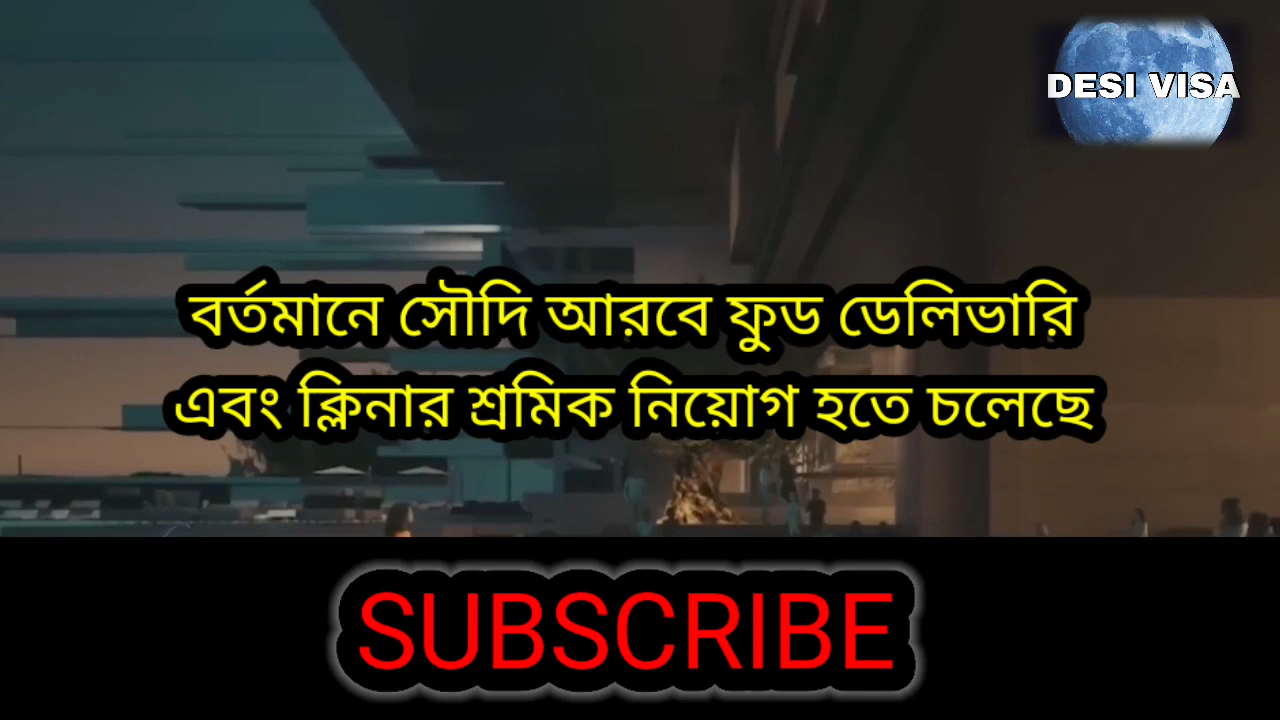 DESI VISA
বর্তমানে সৌদি আরবে ফুড ডেলিভারি
এবং ক্লিনার শ্রমিক নিয়োগ হতে চলেছে
SUBSCRIBE